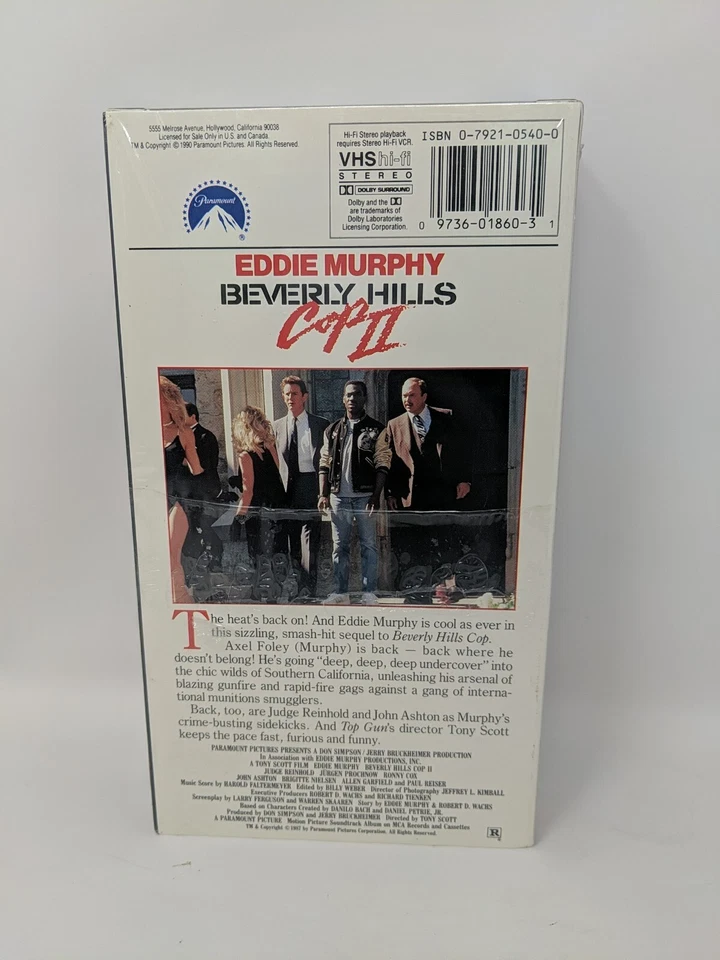 5555 Melrose Avenue, Hollywood, California 90038
Licensed for Sale Only in U.S. and Canada.
TM & Copyright © 1990 Paramount Pictures. All Rights Reserved.
Paramount
®
Hi-Fi Stereo playback
requires Stereo Hi-Fi VCR.
VHS hi-fi
STEREO
DOLBY SURROUND
Dolby and the
are trademarks of
Dolby Laboratories
Licensing Corporation.
ISBN 0-7921-0540-0
0 9736-01860-3 1
EDDIE MURPHY
BEVERLY HILLS
Cop II
The heat's back on! And Eddie Murphy is cool as ever in
this sizzling, smash-hit sequel to Beverly Hills Cop.
Axel Foley (Murphy) is back — back where he
doesn't belong! He's going "deep, deep, deep undercover" into
the chic wilds of Southern California, unleashing his arsenal of
blazing gunfire and rapid-fire gags against a gang of interna-
tional munitions smugglers.
Back, too, are Judge Reinhold and John Ashton as Murphy's
crime-busting sidekicks. And Top Gun's director Tony Scott
keeps the pace fast, furious and funny.
PARAMOUNT PICTURES PRESENTS A DON SIMPSON/JERRY BRUCKHEIMER PRODUCTION
In Association with EDDIE MURPHY PRODUCTIONS, INC.
A TONY SCOTT FILM EDDIE MURPHY BEVERLY HILLS COP II
JUDGE REINHOLD JÜRGEN PROCHNOW RONNY COX
JOHN ASHTON BRIGITTE NIELSEN ALLEN GARFIELD and PAUL REISER
Music Score by HAROLD FALTERMEYER Edited by BILLY WEBER Director of Photography JEFFREY L. KIMBALL
Executive Producers ROBERT D. WACHS and RICHARD TIENKEN
Screenplay by LARRY FERGUSON and WARREN SKAAREN Story by EDDIE MURPHY & ROBERT D. WACHS
Based on Characters Created by DANILO BACH and DANIEL PETRIE, JR.
Produced by DON SIMPSON and JERRY BRUCKHEIMER Directed by TONY SCOTT
A PARAMOUNT PICTURE Motion Picture Soundtrack Album on MCA Records and Cassettes
TM & Copyright © 1987 by Paramount Pictures Corporation. All Rights Reserved.
R